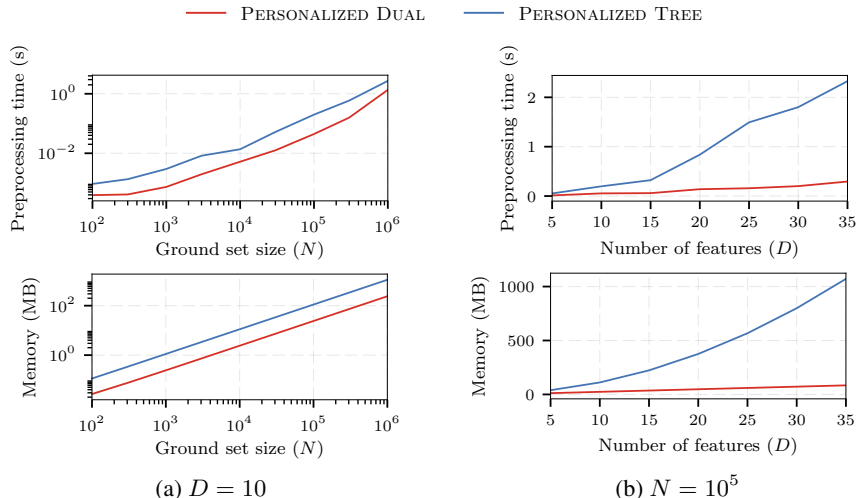 PERSONALIZED DUAL PERSONALIZED TREE
Preprocessing time (s)
10^0
10^-2
10^2 10^3 10^4 10^5 10^6
Ground set size (N)
Preprocessing time (s)
2
1
0
5 10 15 20 25 30 35
Number of features (D)
Memory (MB)
10^2
10^0
10^2 10^3 10^4 10^5 10^6
Ground set size (N)
Memory (MB)
1000
500
0
5 10 15 20 25 30 35
Number of features (D)
(a) D = 10
(b) N = 10^5